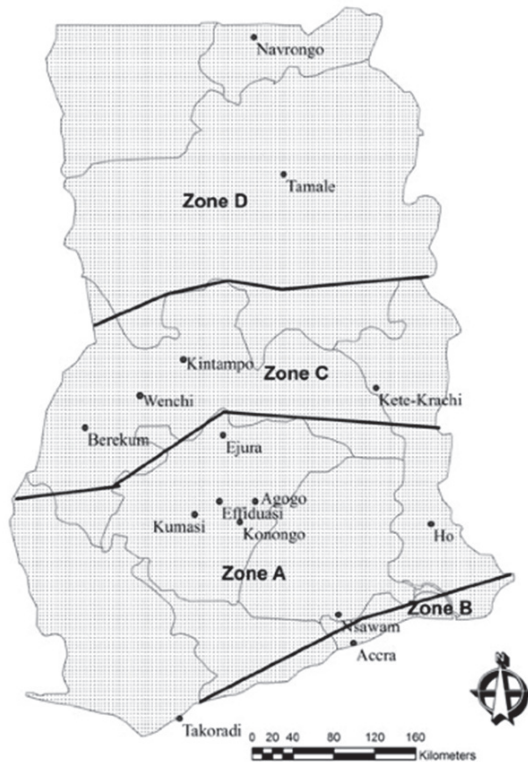 Navrongo
Tamale
Zone D
Kintampo
Zone C
Kete-Krachi
Wenchi
Berekum
Ejura
Agogo
Effiduasi
Kumasi
Konongo
Ho
Zone A
Zone B
Nsawam
Accra
Takoradi
N
0 20 40 80 120 160
Kilometers